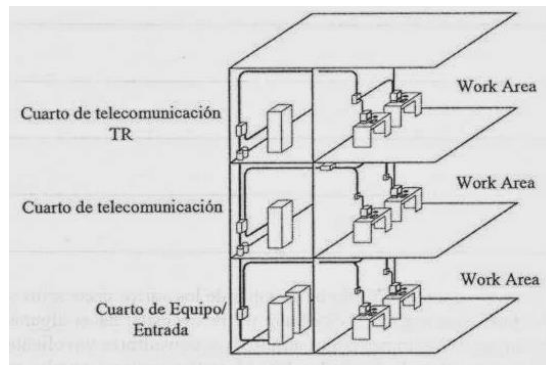 Work Area
Cuarto de telecomunicación
TR
Work Area
Cuarto de telecomunicación
Work Area
Cuarto de Equipo/
Entrada